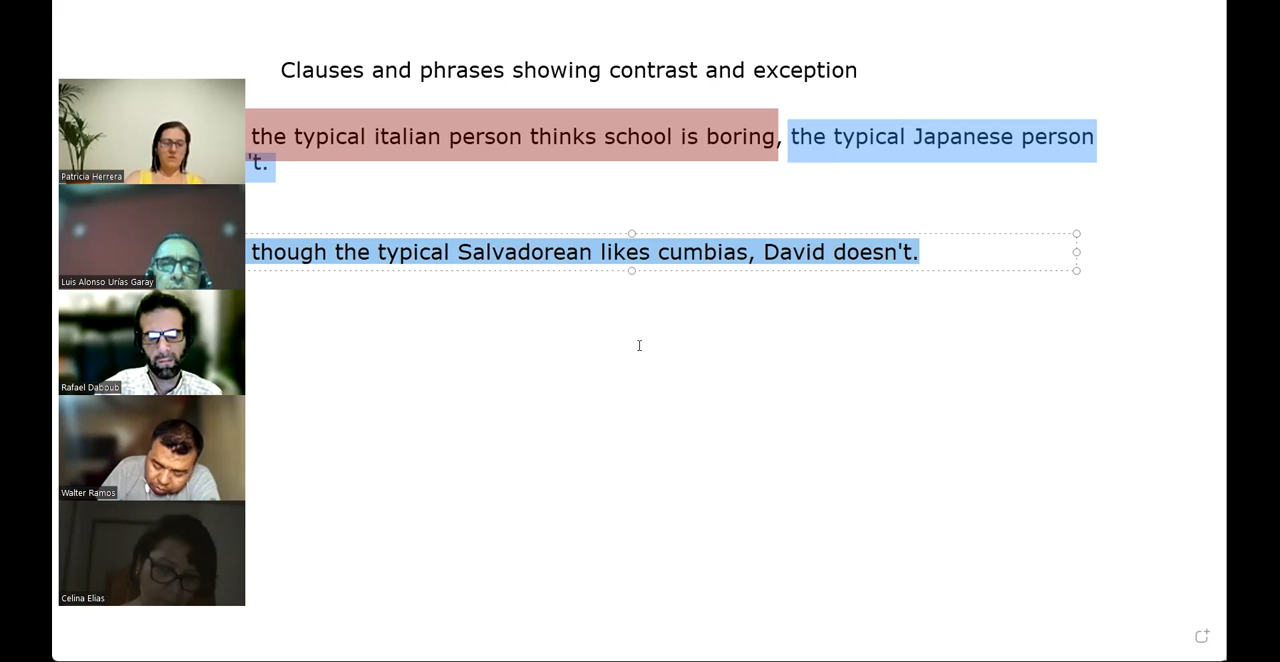 Clauses and phrases showing contrast and exception
the typical italian person thinks school is boring, the typical Japanese person
't.
though the typical Salvadorean likes cumbias, David doesn't.
Patricia Herrera
Luis Alonso Urías Garay
Rafael Daboub
Walter Ramos
Celina Elias